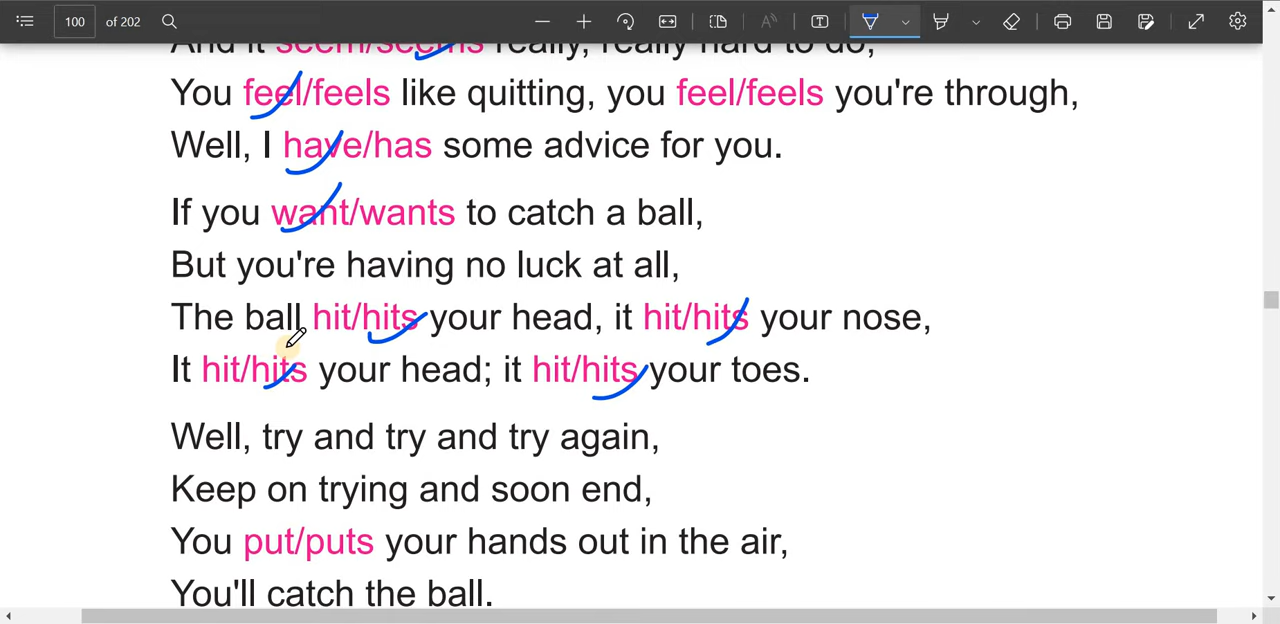 100 of 202
And it seem/seems really, really hard to do,
You feel/feels like quitting, you feel/feels you're through,
Well, I have/has some advice for you.
If you want/wants to catch a ball,
But you're having no luck at all,
The ball hit/hits your head, it hit/hits your nose,
It hit/hits your head; it hit/hits your toes.
Well, try and try and try again,
Keep on trying and soon end,
You put/puts your hands out in the air,
You'll catch the ball.